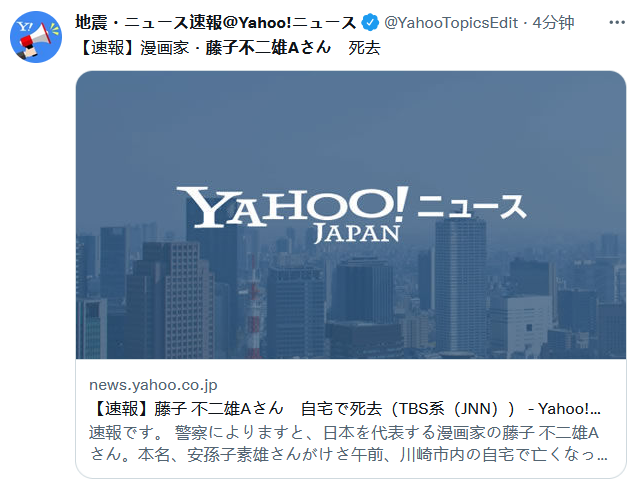 地震・ニュース速報@Yahoo!ニュース @YahooTopicsEdit · 4分钟
【速報】漫画家・藤子不二雄Aさん　死去
YAHOO! ニュース
JAPAN
news.yahoo.co.jp
【速報】藤子 不二雄Aさん　自宅で死去（TBS系（JNN）） - Yahoo!...
速報です。 警察によりますと、日本を代表する漫画家の藤子 不二雄A
さん。本名、安孫子素雄さんがけさ午前、川崎市内の自宅で亡くなっ...